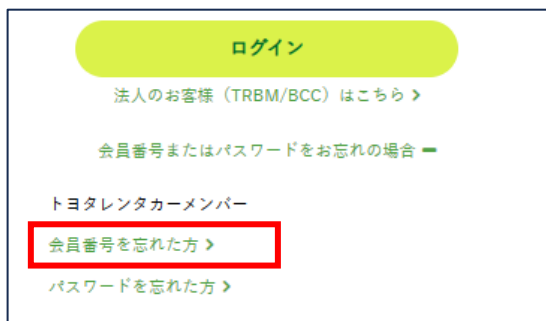 ログイン
法人のお客様（TRBM/BCC）はこちら >
会員番号またはパスワードをお忘れの場合 ー
トヨタレンタカーメンバー
会員番号を忘れた方 >
パスワードを忘れた方 >